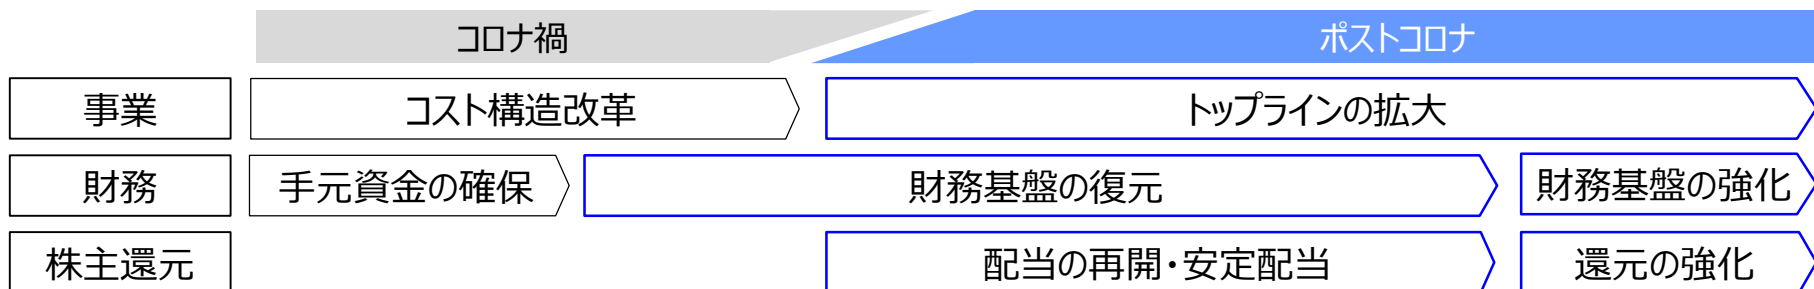 コロナ禍
ポストコロナ
事業
コスト構造改革
トップラインの拡大
財務
手元資金の確保
財務基盤の復元
財務基盤の強化
株主還元
配当の再開・安定配当
還元の強化